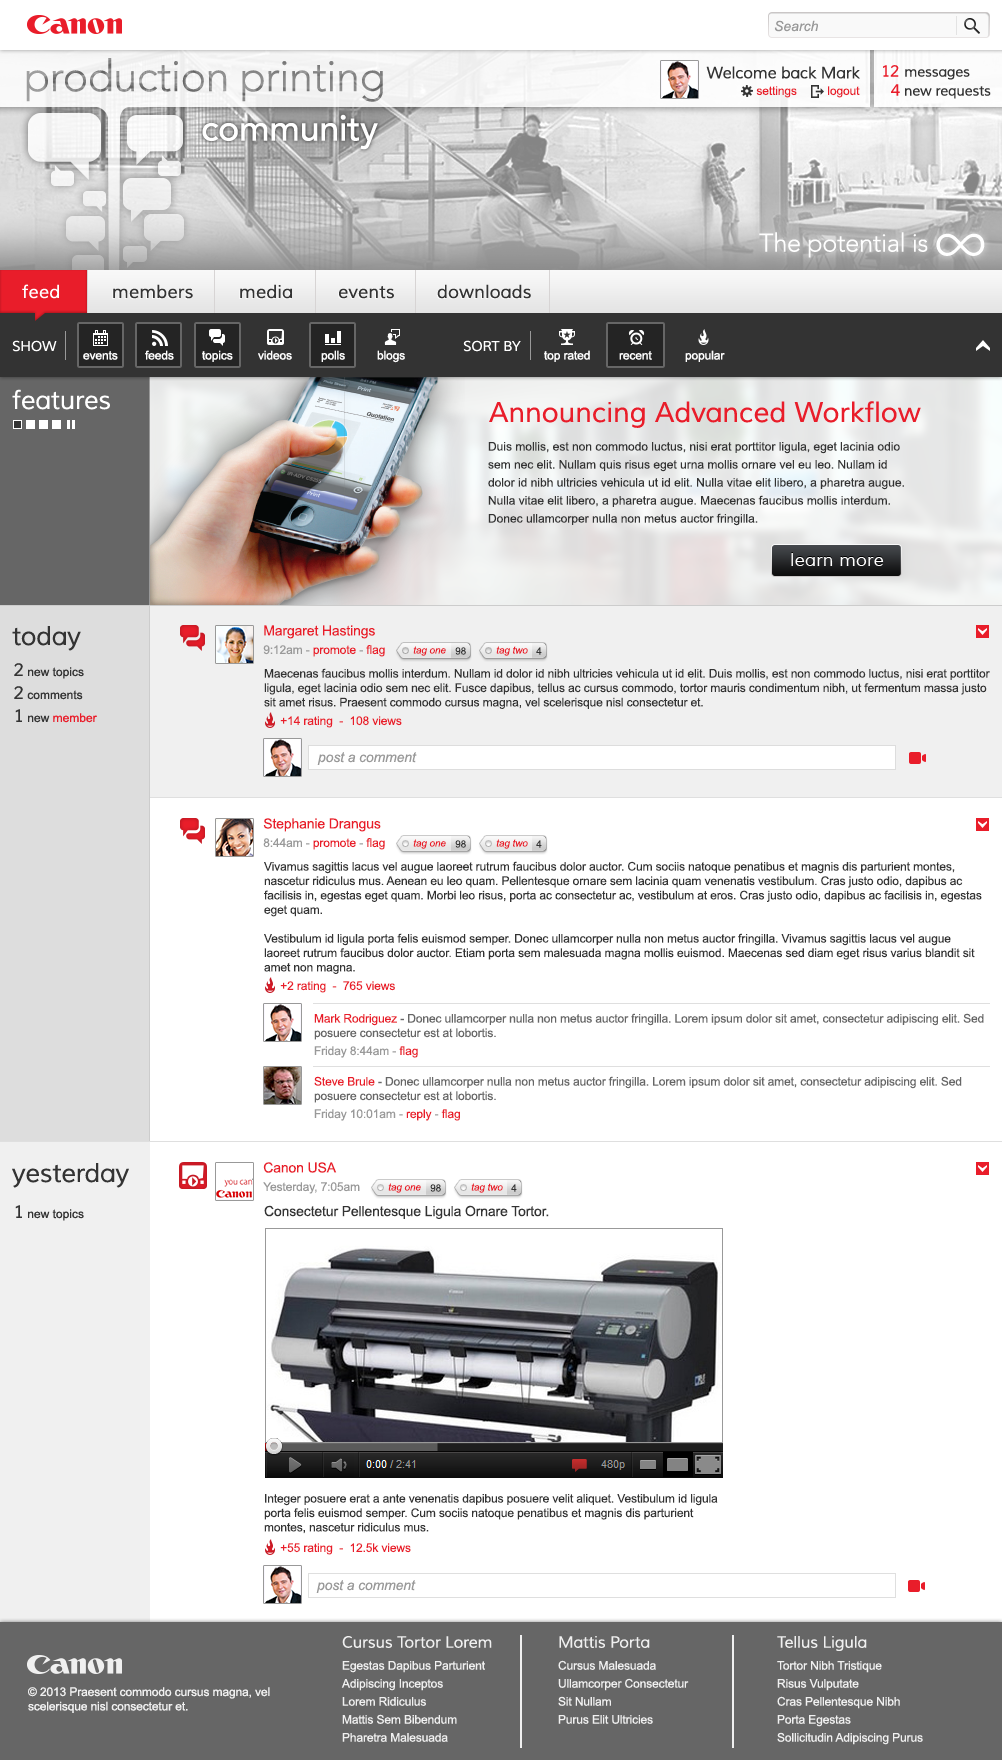 Canon
Search
production printing
community
Welcome back Mark
settings
logout
12 messages
4 new requests
The potential is
feed
members
media
events
downloads
SHOW
events
feeds
topics
videos
polls
blogs
SORT BY
top rated
recent
popular
features
Print
Quotation
Print
Announcing Advanced Workflow
Duis mollis, est non commodo luctus, nisi erat porttitor ligula, eget lacinia odio
sem nec elit. Nullam quis risus eget urna mollis ornare vel eu leo. Nullam id
dolor id nibh ultricies vehicula ut id elit. Nulla vitae elit libero, a pharetra augue.
Nulla vitae elit libero, a pharetra augue. Maecenas faucibus mollis interdum.
Donec ullamcorper nulla non metus auctor fringilla.
learn more
today
2 new topics
2 comments
1 new member
Margaret Hastings
9:12am - promote - flag
tag one 98
tag two 4
Maecenas faucibus mollis interdum. Nullam id dolor id nibh ultricies vehicula ut id elit. Duis mollis, est non commodo luctus, nisi erat porttitor
ligula, eget lacinia odio sem nec elit. Fusce dapibus, tellus ac cursus commodo, tortor mauris condimentum nibh, ut fermentum massa justo
sit amet risus. Praesent commodo cursus magna, vel scelerisque nisl consectetur et.
+14 rating - 108 views
post a comment
Stephanie Drangus
8:44am - promote - flag
tag one 98
tag two 4
Vivamus sagittis lacus vel augue laoreet rutrum faucibus dolor auctor. Cum sociis natoque penatibus et magnis dis parturient montes,
nascetur ridiculus mus. Aenean eu leo quam. Pellentesque ornare sem lacinia quam venenatis vestibulum. Cras justo odio, dapibus ac
facilisis in, egestas eget quam. Morbi leo risus, porta ac consectetur ac, vestibulum at eros. Cras justo odio, dapibus ac facilisis in, egestas
eget quam.
Vestibulum id ligula porta felis euismod semper. Donec ullamcorper nulla non metus auctor fringilla. Vivamus sagittis lacus vel augue
laoreet rutrum faucibus dolor auctor. Etiam porta sem malesuada magna mollis euismod. Maecenas sed diam eget risus varius blandit sit
amet non magna.
+2 rating - 765 views
Mark Rodriguez - Donec ullamcorper nulla non metus auctor fringilla. Lorem ipsum dolor sit amet, consectetur adipiscing elit. Sed
posuere consectetur est at lobortis.
Friday 8:44am - flag
Steve Brule - Donec ullamcorper nulla non metus auctor fringilla. Lorem ipsum dolor sit amet, consectetur adipiscing elit. Sed
posuere consectetur est at lobortis.
Friday 10:01am - reply - flag
yesterday
1 new topics
you can
Canon
Canon USA
Yesterday, 7:05am
tag one 98
tag two 4
Consectetur Pellentesque Ligula Ornare Tortor.
Canon
0:00 / 2:41
480p
Integer posuere erat a ante venenatis dapibus posuere velit aliquet. Vestibulum id ligula
porta felis euismod semper. Cum sociis natoque penatibus et magnis dis parturient
montes, nascetur ridiculus mus.
+55 rating - 12.5k views
post a comment
Canon
© 2013 Praesent commodo cursus magna, vel
scelerisque nisl consectetur et.
Cursus Tortor Lorem
Egestas Dapibus Parturient
Adipiscing Inceptos
Lorem Ridiculus
Mattis Sem Bibendum
Pharetra Malesuada
Mattis Porta
Cursus Malesuada
Ullamcorper Consectetur
Sit Nullam
Purus Elit Ultricies
Tellus Ligula
Tortor Nibh Tristique
Risus Vulputate
Cras Pellentesque Nibh
Porta Egestas
Sollicitudin Adipiscing Purus